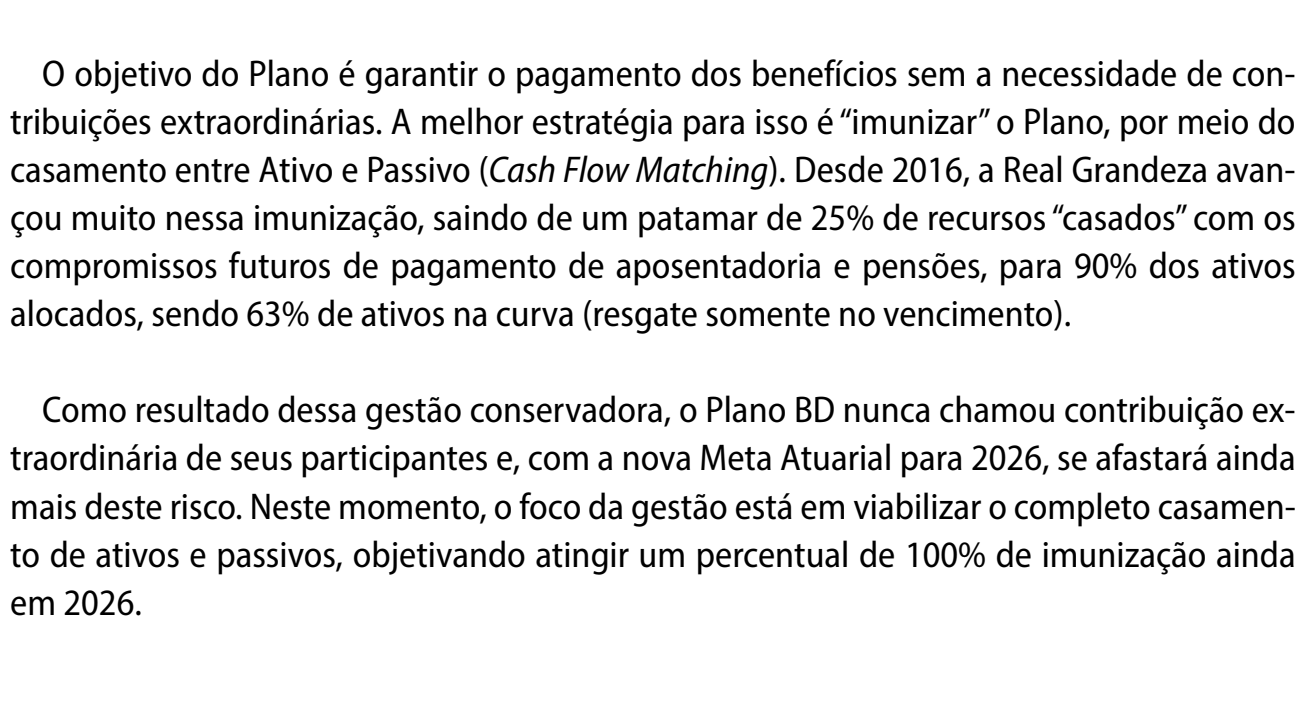 O objetivo do Plano é garantir o pagamento dos benefícios sem a necessidade de con-
tribuições extraordinárias. A melhor estratégia para isso é “imunizar” o Plano, por meio do
casamento entre Ativo e Passivo (Cash Flow Matching). Desde 2016, a Real Grandeza avan-
çou muito nessa imunização, saindo de um patamar de 25% de recursos “casados” com os
compromissos futuros de pagamento de aposentadoria e pensões, para 90% dos ativos
alocados, sendo 63% de ativos na curva (resgate somente no vencimento).
Como resultado dessa gestão conservadora, o Plano BD nunca chamou contribuição ex-
traordinária de seus participantes e, com a nova Meta Atuarial para 2026, se afastará ainda
mais deste risco. Neste momento, o foco da gestão está em viabilizar o completo casamen-
to de ativos e passivos, objetivando atingir um percentual de 100% de imunização ainda
em 2026.